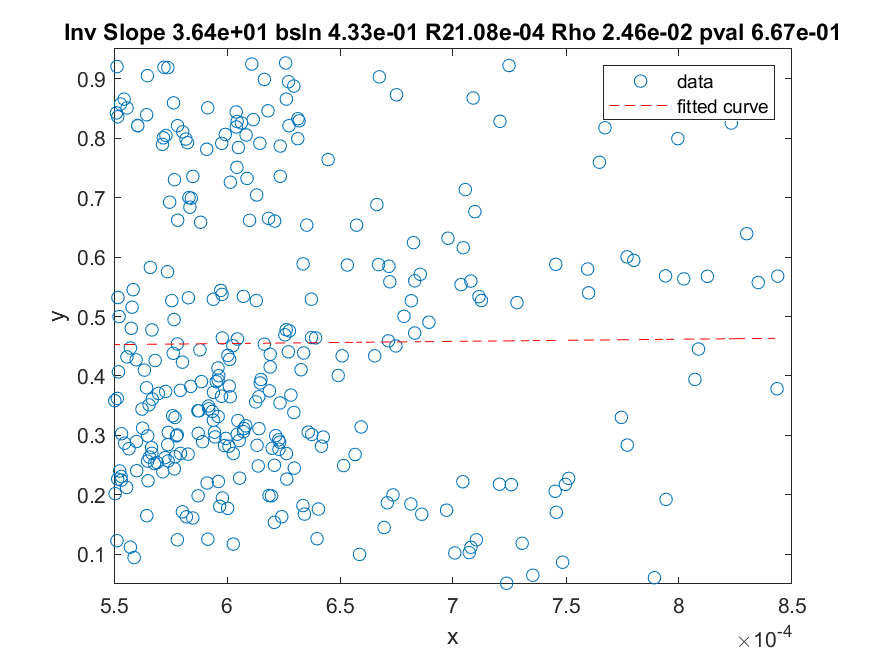 Inv Slope 3.64e+01 bsln 4.33e-01 R21.08e-04 Rho 2.46e-02 pval 6.67e-01
data
fitted curve
0.9
0.8
0.7
0.6
0.5
0.4
0.3
0.2
0.1
y
5.5 6 6.5 7 7.5 8 8.5
x
×10⁻⁴